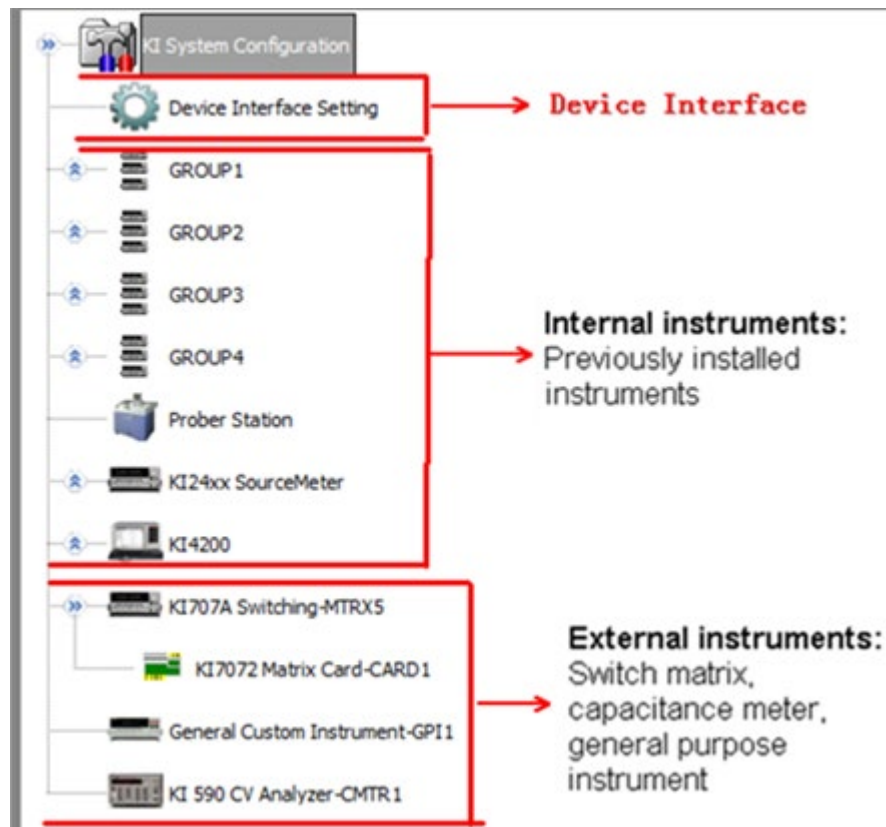 KI System Configuration
Device Interface Setting
Device Interface
GROUP1
GROUP2
GROUP3
GROUP4
Prober Station
KI24xx SourceMeter
KI4200
Internal instruments:
Previously installed
instruments
KI707A Switching-MTRX5
KI7072 Matrix Card-CARD1
General Custom Instrument-GPI1
KI 590 CV Analyzer-CMTR1
External instruments:
Switch matrix,
capacitance meter,
general purpose
instrument